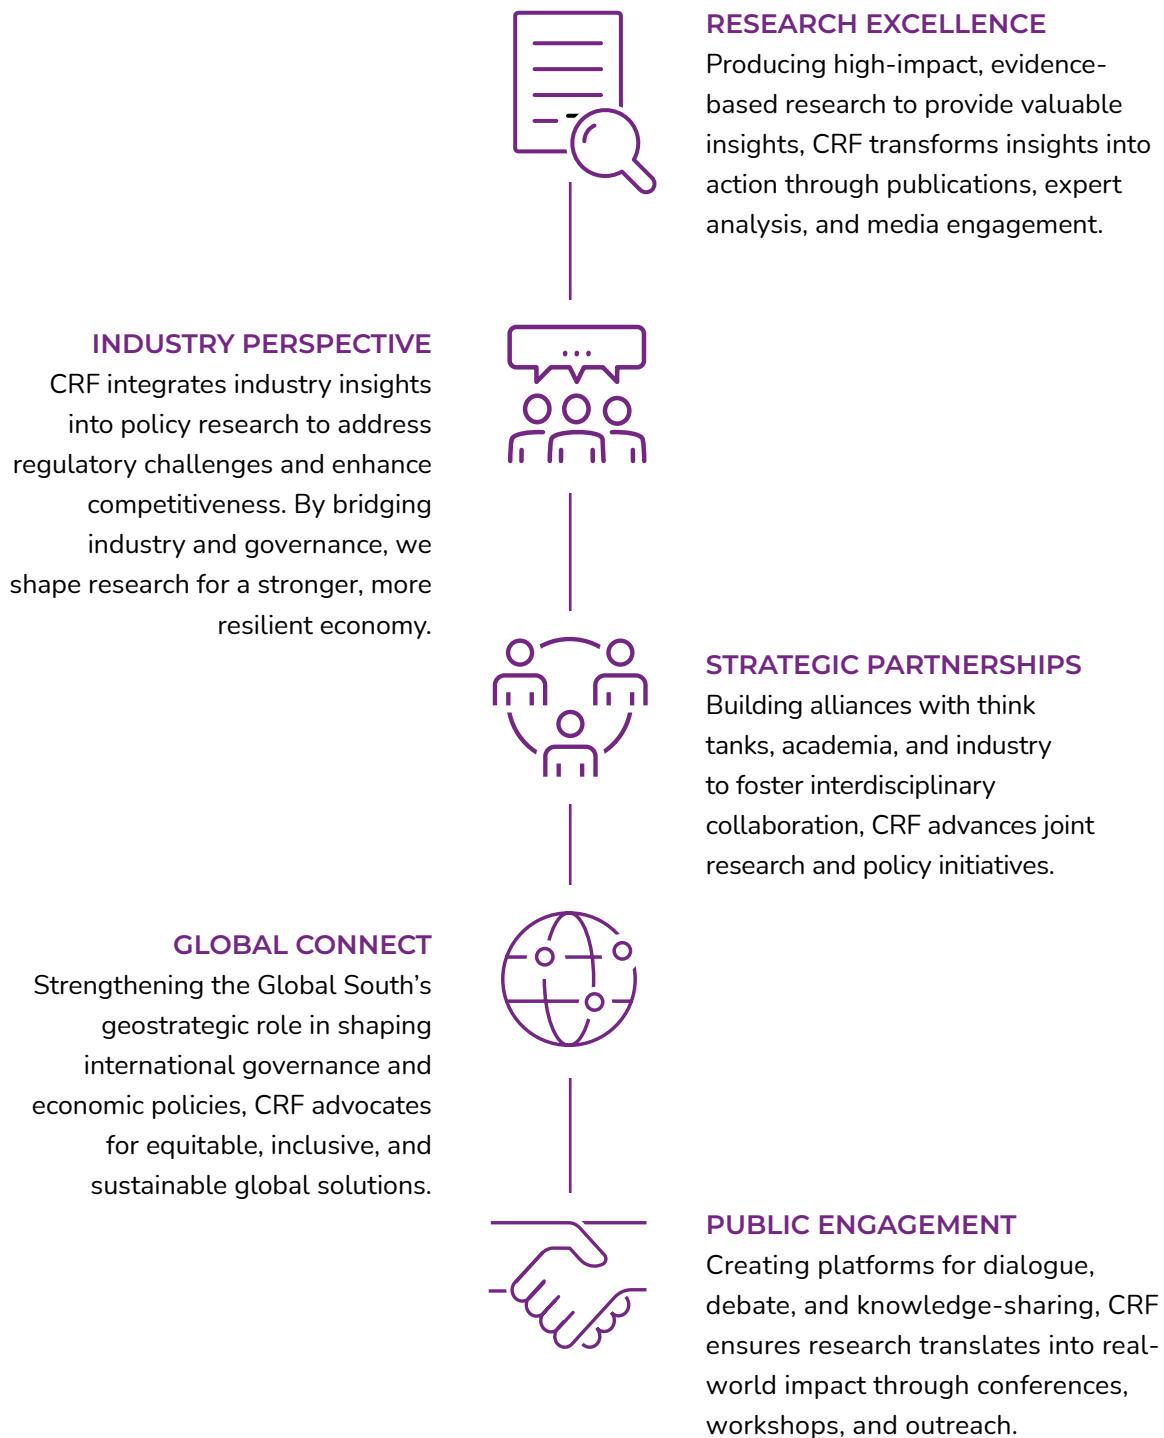 RESEARCH EXCELLENCE
Producing high-impact, evidence-
based research to provide valuable
insights, CRF transforms insights into
action through publications, expert
analysis, and media engagement.
INDUSTRY PERSPECTIVE
CRF integrates industry insights
into policy research to address
regulatory challenges and enhance
competitiveness. By bridging
industry and governance, we
shape research for a stronger, more
resilient economy.
STRATEGIC PARTNERSHIPS
Building alliances with think
tanks, academia, and industry
to foster interdisciplinary
collaboration, CRF advances joint
research and policy initiatives.
GLOBAL CONNECT
Strengthening the Global South’s
geostrategic role in shaping
international governance and
economic policies, CRF advocates
for equitable, inclusive, and
sustainable global solutions.
PUBLIC ENGAGEMENT
Creating platforms for dialogue,
debate, and knowledge-sharing, CRF
ensures research translates into real-
world impact through conferences,
workshops, and outreach.